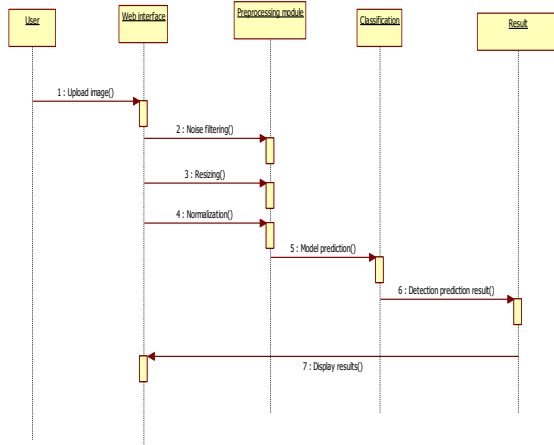 User
Web interface
Preprocessing module
Classification
Result
1 : Upload image()
2 : Noise filtering()
3 : Resizing()
4 : Normalization()
5 : Model prediction()
6 : Detection prediction result()
7 : Display results()